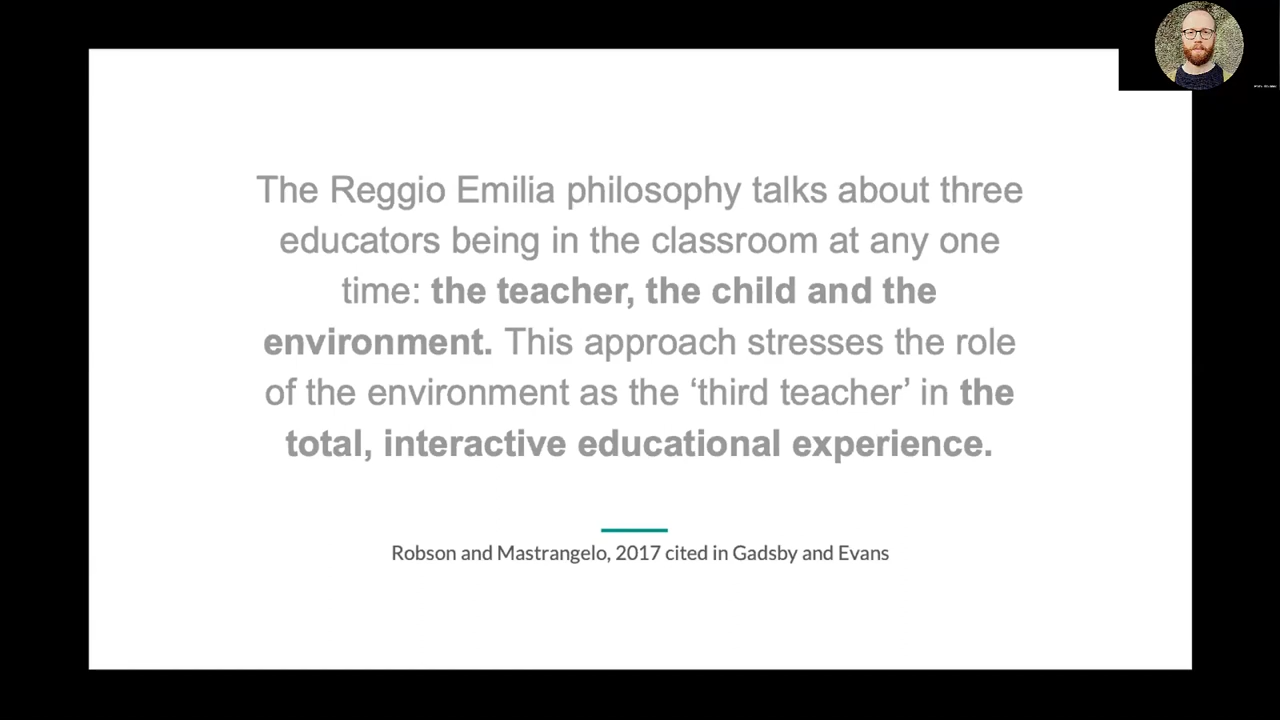 The Reggio Emilia philosophy talks about three
educators being in the classroom at any one
time: the teacher, the child and the
environment. This approach stresses the role
of the environment as the ‘third teacher’ in the
total, interactive educational experience.
Robson and Mastrangelo, 2017 cited in Gadsby and Evans